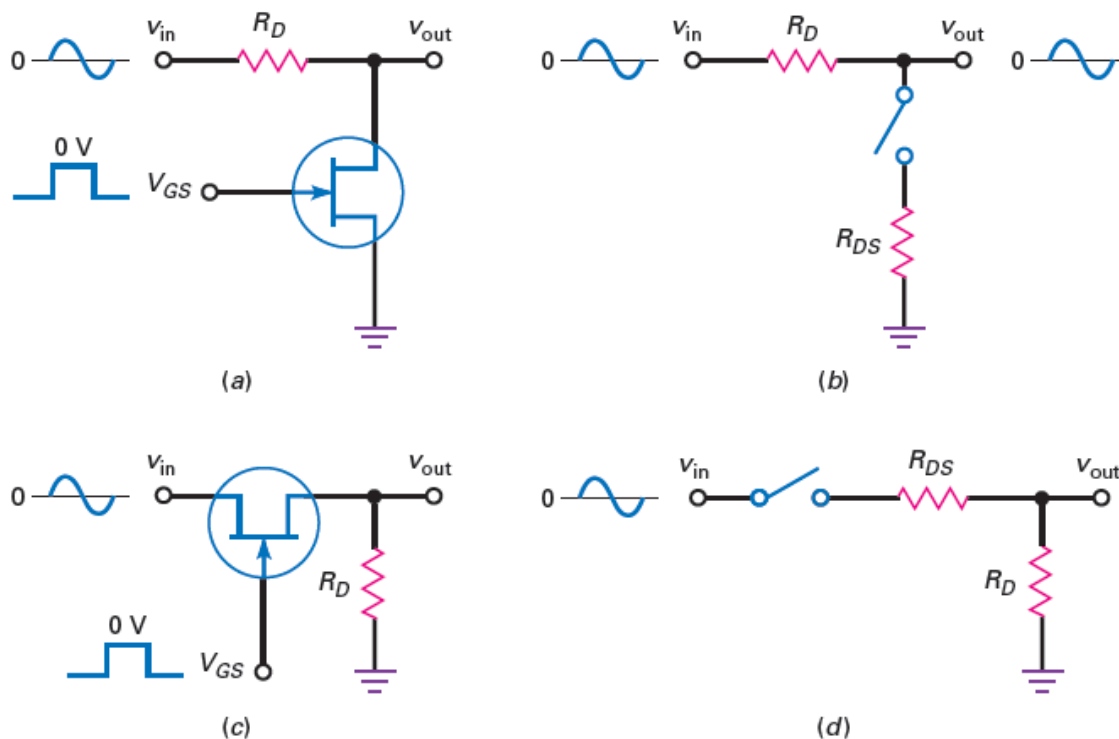 v_in R_D v_out
0
0 V
V_GS
(a)
v_in R_D v_out
0 0
R_DS
(b)
v_in v_out
0
R_D
0 V
V_GS
(c)
v_in R_DS v_out
0
R_D
(d)